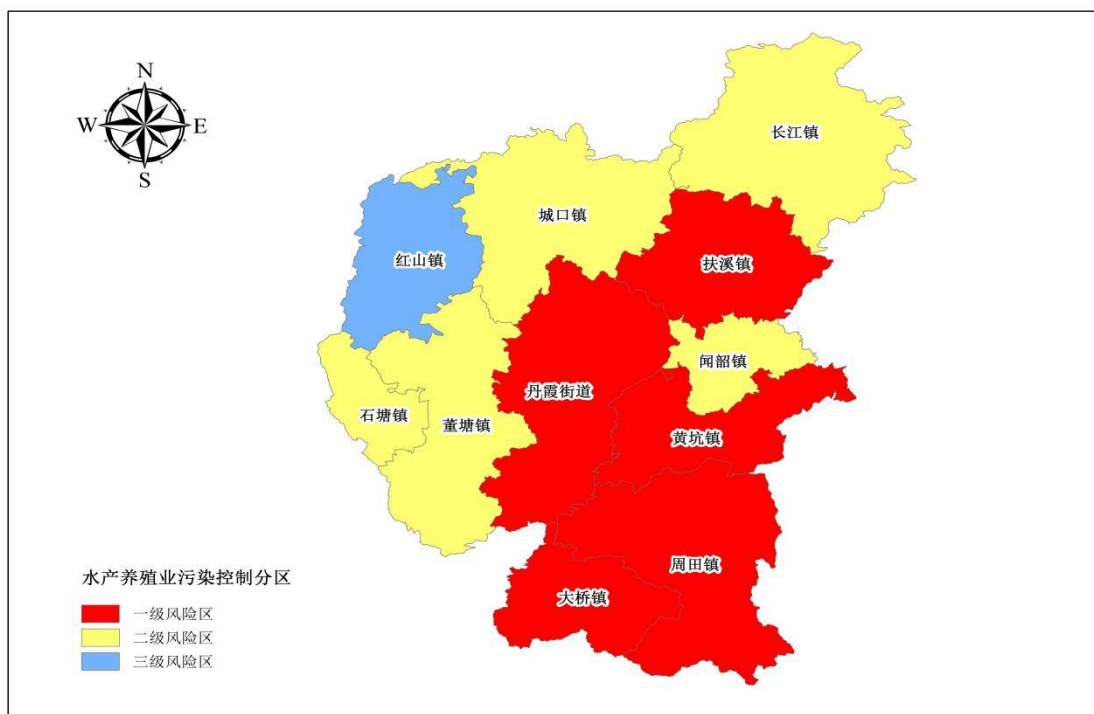 N
W
E
S
长江镇
城口镇
红山镇
扶溪镇
闻韶镇
丹霞街道
石塘镇
董塘镇
黄坑镇
周田镇
大桥镇
水产养殖业污染控制分区
一级风险区
二级风险区
三级风险区